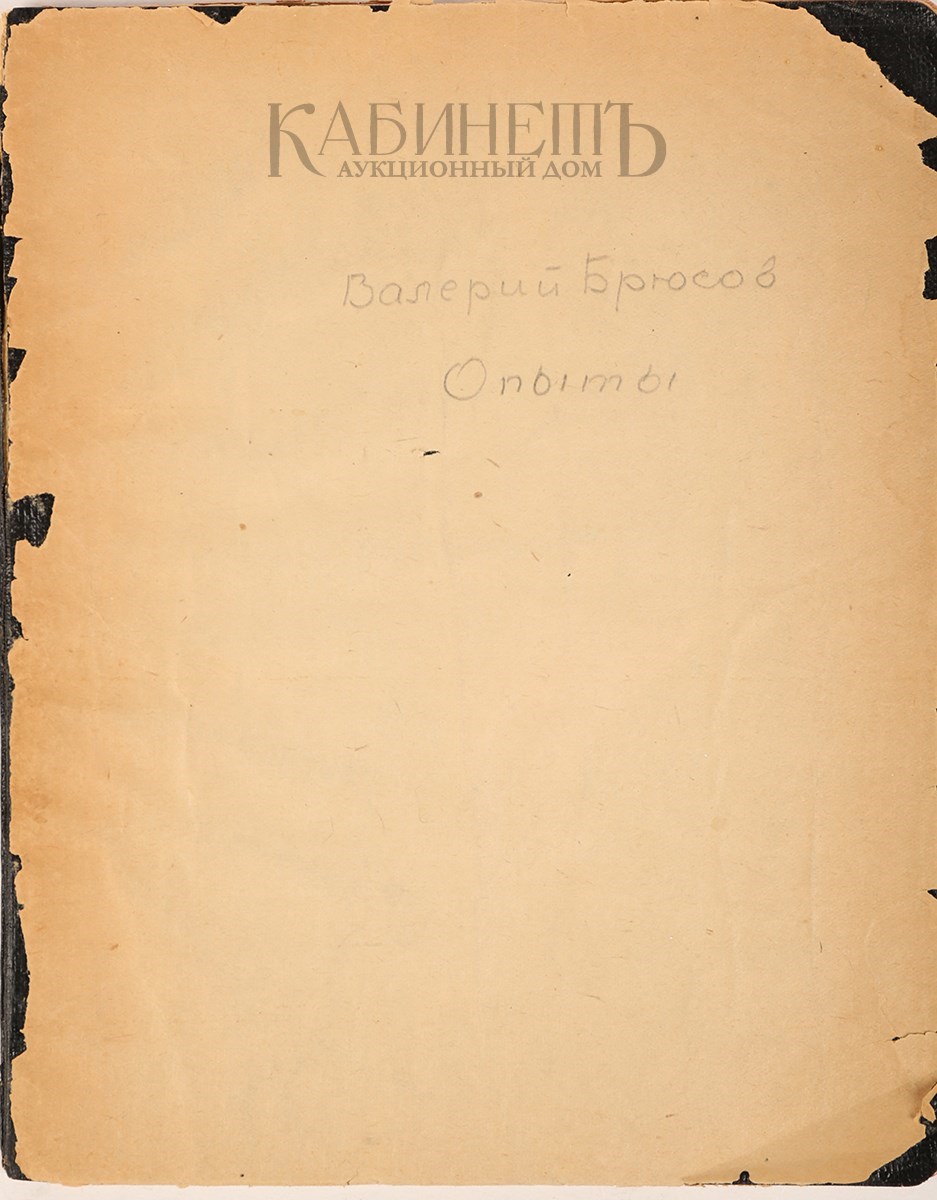 КАБИНЕТЪ
АУКЦИОННЫЙ ДОМ
Валерий Брюсов
Опыты